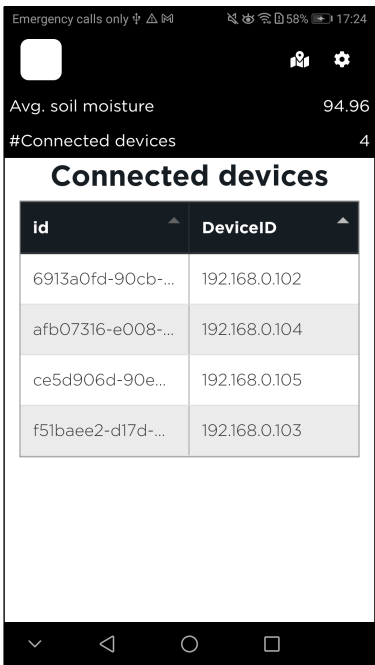 Emergency calls only 58% 17:24
Avg. soil moisture 94.96
#Connected devices 4
Connected devices
id DeviceID
6913a0fd-90cb-... 192.168.0.102
afb07316-e008-... 192.168.0.104
ce5d906d-90e... 192.168.0.105
f51baee2-d17d-... 192.168.0.103